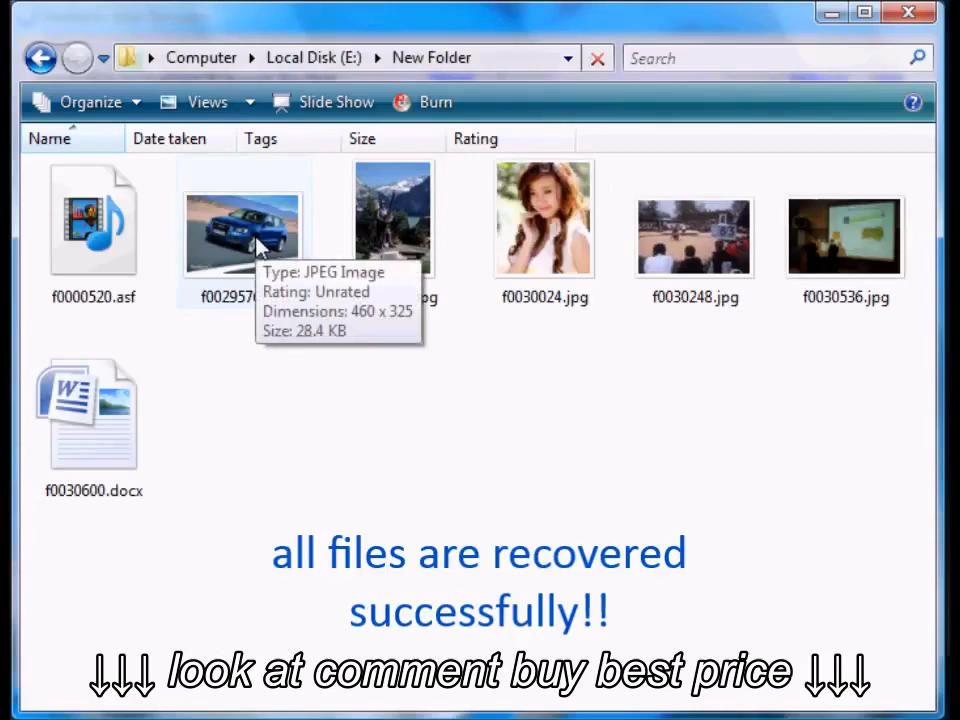 Computer Local Disk (E:) New Folder Search
Organize Views Slide Show Burn
Name Date taken Tags Size Rating
f0000520.asf
Type: JPEG Image
Rating: Unrated
Dimensions: 460 x 325
Size: 28.4 KB
f0030024.jpg
f0030248.jpg
f0030536.jpg
f0030600.docx
all files are recovered
successfully!!
↓↓↓ look at comment buy best price ↓↓↓